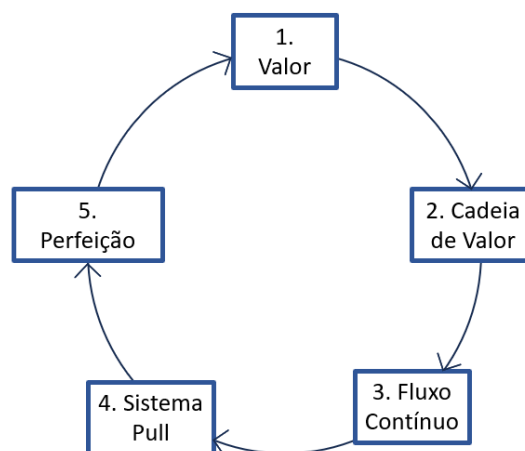 1.
Valor
2. Cadeia
de Valor
3. Fluxo
Contínuo
4. Sistema
Pull
5.
Perfeição